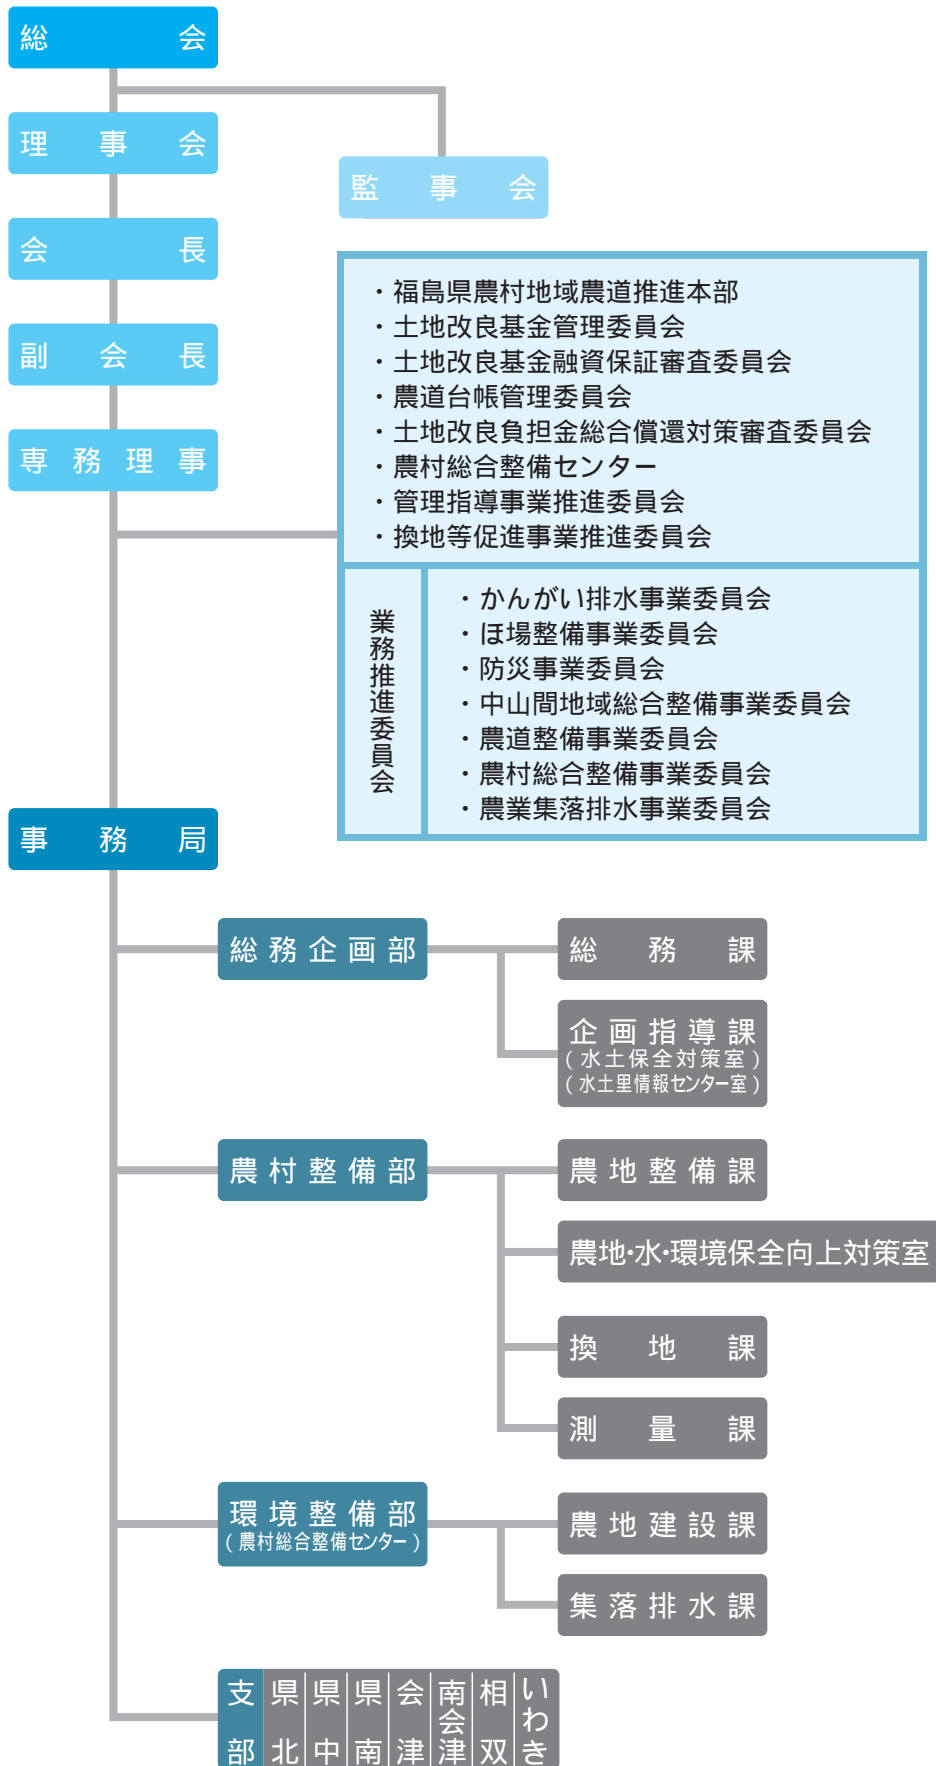 総会
理事会
監事会
会長
副会長
専務理事
・福島県農村地域農道推進本部
・土地改良基金管理委員会
・土地改良基金融資保証審査委員会
・農道台帳管理委員会
・土地改良負担金総合償還対策審査委員会
・農村総合整備センター
・管理指導事業推進委員会
・換地等促進事業推進委員会
業務推進委員会
・かんがい排水事業委員会
・ほ場整備事業委員会
・防災事業委員会
・中山間地域総合整備事業委員会
・農道整備事業委員会
・農村総合整備事業委員会
・農業集落排水事業委員会
事務局
総務企画部
総務課
企画指導課
(水土保全対策室)
(水土里情報センター室)
農村整備部
農地整備課
農地・水・環境保全向上対策室
換地課
測量課
環境整備部
(農村総合整備センター)
農地建設課
集落排水課
支部
県北
県中
県南
会津
南会津
相双
いわき